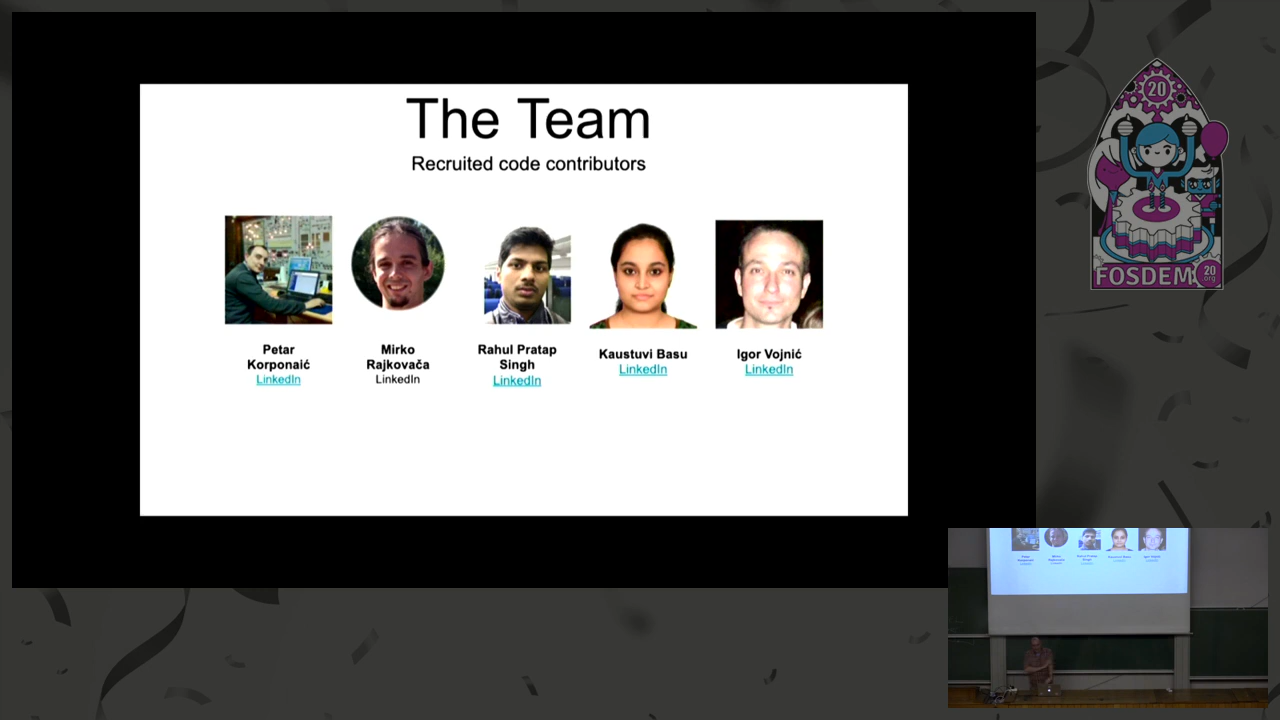 The Team
Recruited code contributors
Petar
Korponaić
LinkedIn
Mirko
Rajkovača
LinkedIn
Rahul Pratap
Singh
LinkedIn
Kaustuvi Basu
LinkedIn
Igor Vojnić
LinkedIn
20
FOSDEM
20
.org